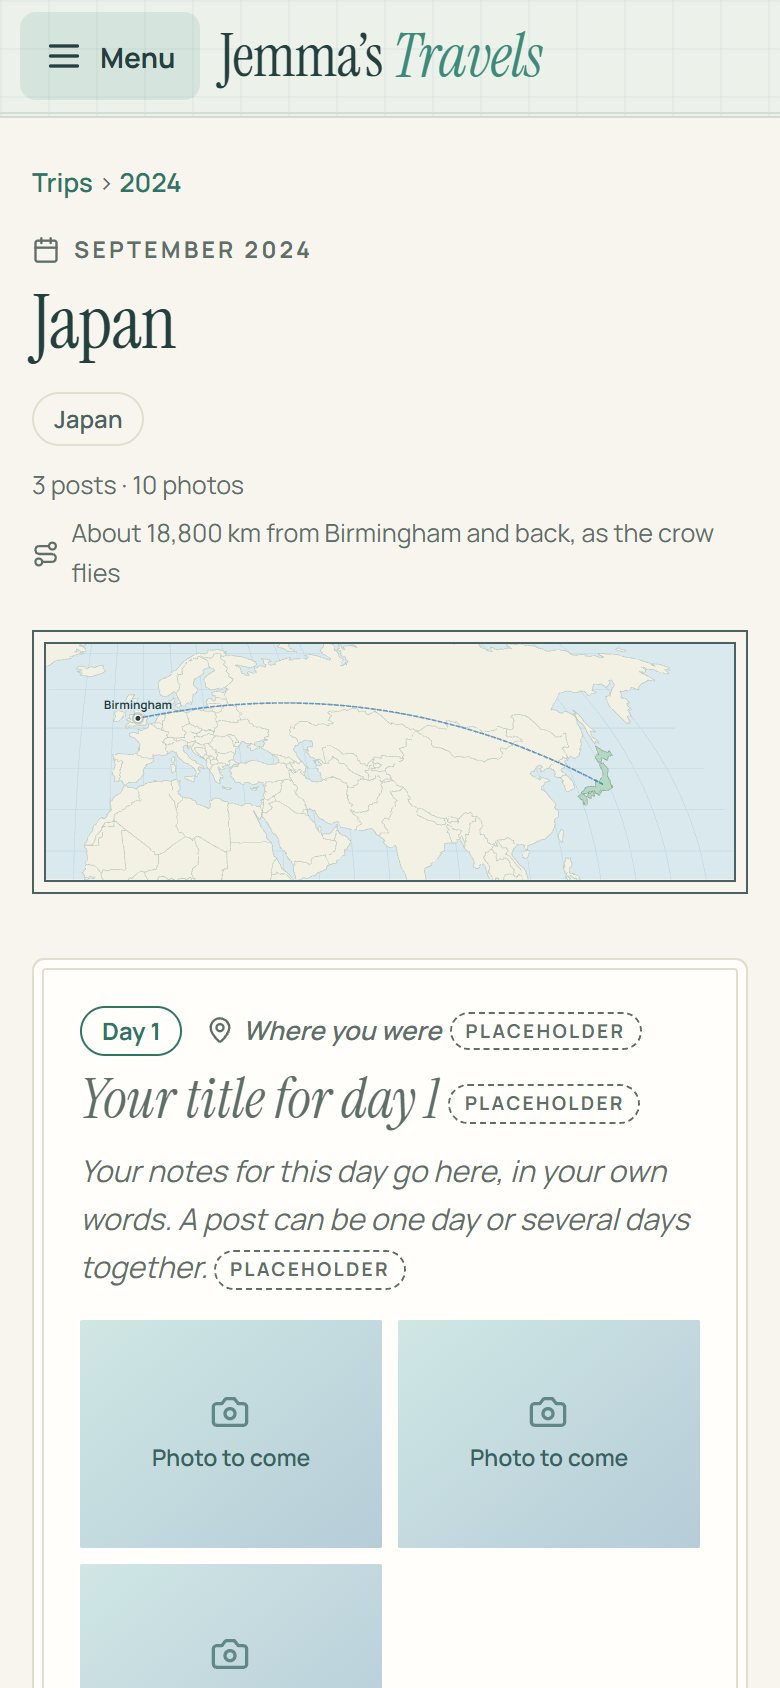 Menu
Jemma's Travels
Trips › 2024
SEPTEMBER 2024
Japan
Japan
3 posts · 10 photos
About 18,800 km from Birmingham and back, as the crow
flies
Birmingham
Day 1 Where you were PLACEHOLDER
Your title for day 1 PLACEHOLDER
Your notes for this day go here, in your own
words. A post can be one day or several days
together. PLACEHOLDER
Photo to come Photo to come